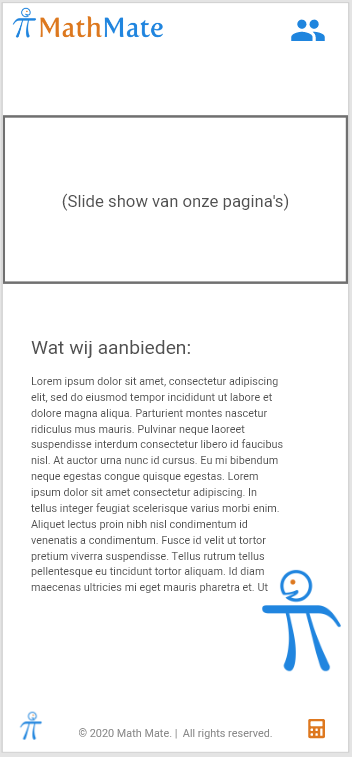 MathMate
(Slide show van onze pagina's)
Wat wij aanbieden:
Lorem ipsum dolor sit amet, consectetur adipiscing
elit, sed do eiusmod tempor incididunt ut labore et
dolore magna aliqua. Parturient montes nascetur
ridiculus mus mauris. Pulvinar neque laoreet
suspendisse interdum consectetur libero id faucibus
nisl. At auctor urna nunc id cursus. Eu mi bibendum
neque egestas congue quisque egestas. Lorem
ipsum dolor sit amet consectetur adipiscing. In
tellus integer feugiat scelerisque varius morbi enim.
Aliquet lectus proin nibh nisl condimentum id
venenatis a condimentum. Fusce id velit ut tortor
pretium viverra suspendisse. Tellus rutrum tellus
pellentesque eu tincidunt tortor aliquam. Id diam
maecenas ultricies mi eget mauris pharetra et. Ut
© 2020 Math Mate. | All rights reserved.